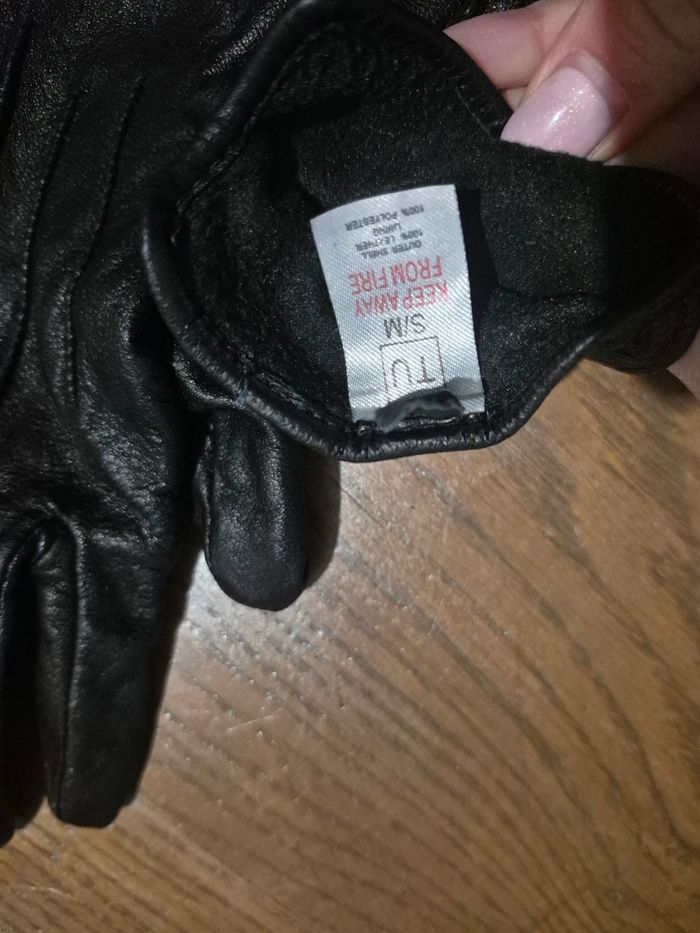 TU
S/M
KEEP AWAY
FROM FIRE
OUTER SHELL
100% LEATHER
LINING
100% POLYESTER